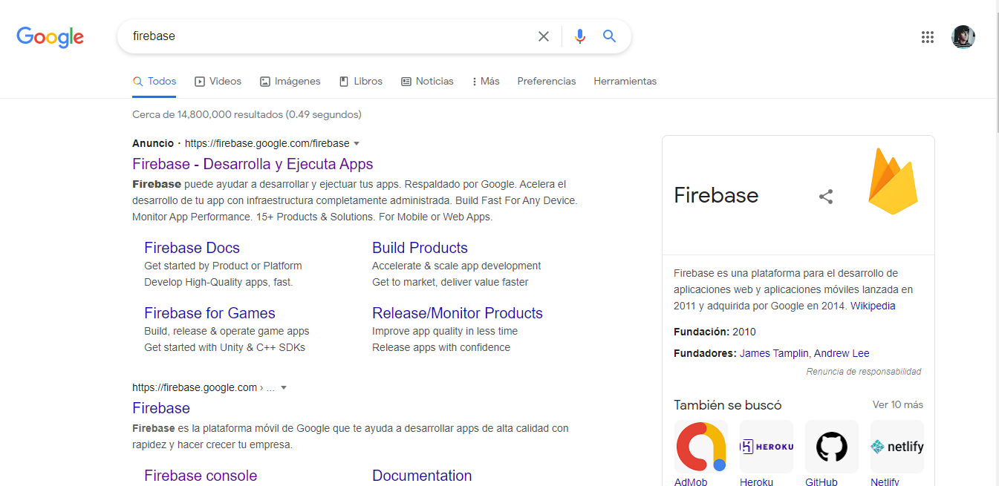 Google
firebase
Todos
Videos
Imágenes
Libros
Noticias
Más
Preferencias
Herramientas
Cerca de 14,800,000 resultados (0.49 segundos)
Anuncio · https://firebase.google.com/firebase
Firebase - Desarrolla y Ejecuta Apps
Firebase puede ayudar a desarrollar y ejectuar tus apps. Respaldado por Google. Acelera el
desarrollo de tu app con infraestructura completamente administrada. Build Fast For Any Device.
Monitor App Performance. 15+ Products & Solutions. For Mobile or Web Apps.
Firebase Docs
Get started by Product or Platform
Develop High-Quality apps, fast.
Build Products
Accelerate & scale app development
Get to market, deliver value faster
Firebase for Games
Build, release & operate game apps
Get started with Unity & C++ SDKs
Release/Monitor Products
Improve app quality in less time
Release apps with confidence
https://firebase.google.com › ...
Firebase
Firebase es la plataforma móvil de Google que te ayuda a desarrollar apps de alta calidad con
rapidez y hacer crecer tu empresa.
Firebase console
Documentation
Firebase
Firebase es una plataforma para el desarrollo de
aplicaciones web y aplicaciones móviles lanzada en
2011 y adquirida por Google en 2014. Wikipedia
Fundación: 2010
Fundadores: James Tamplin, Andrew Lee
Renuncia de responsabilidad
También se buscó
Ver 10 más
HEROKU
netlify
AdMob
Heroku
GitHub
Netlify